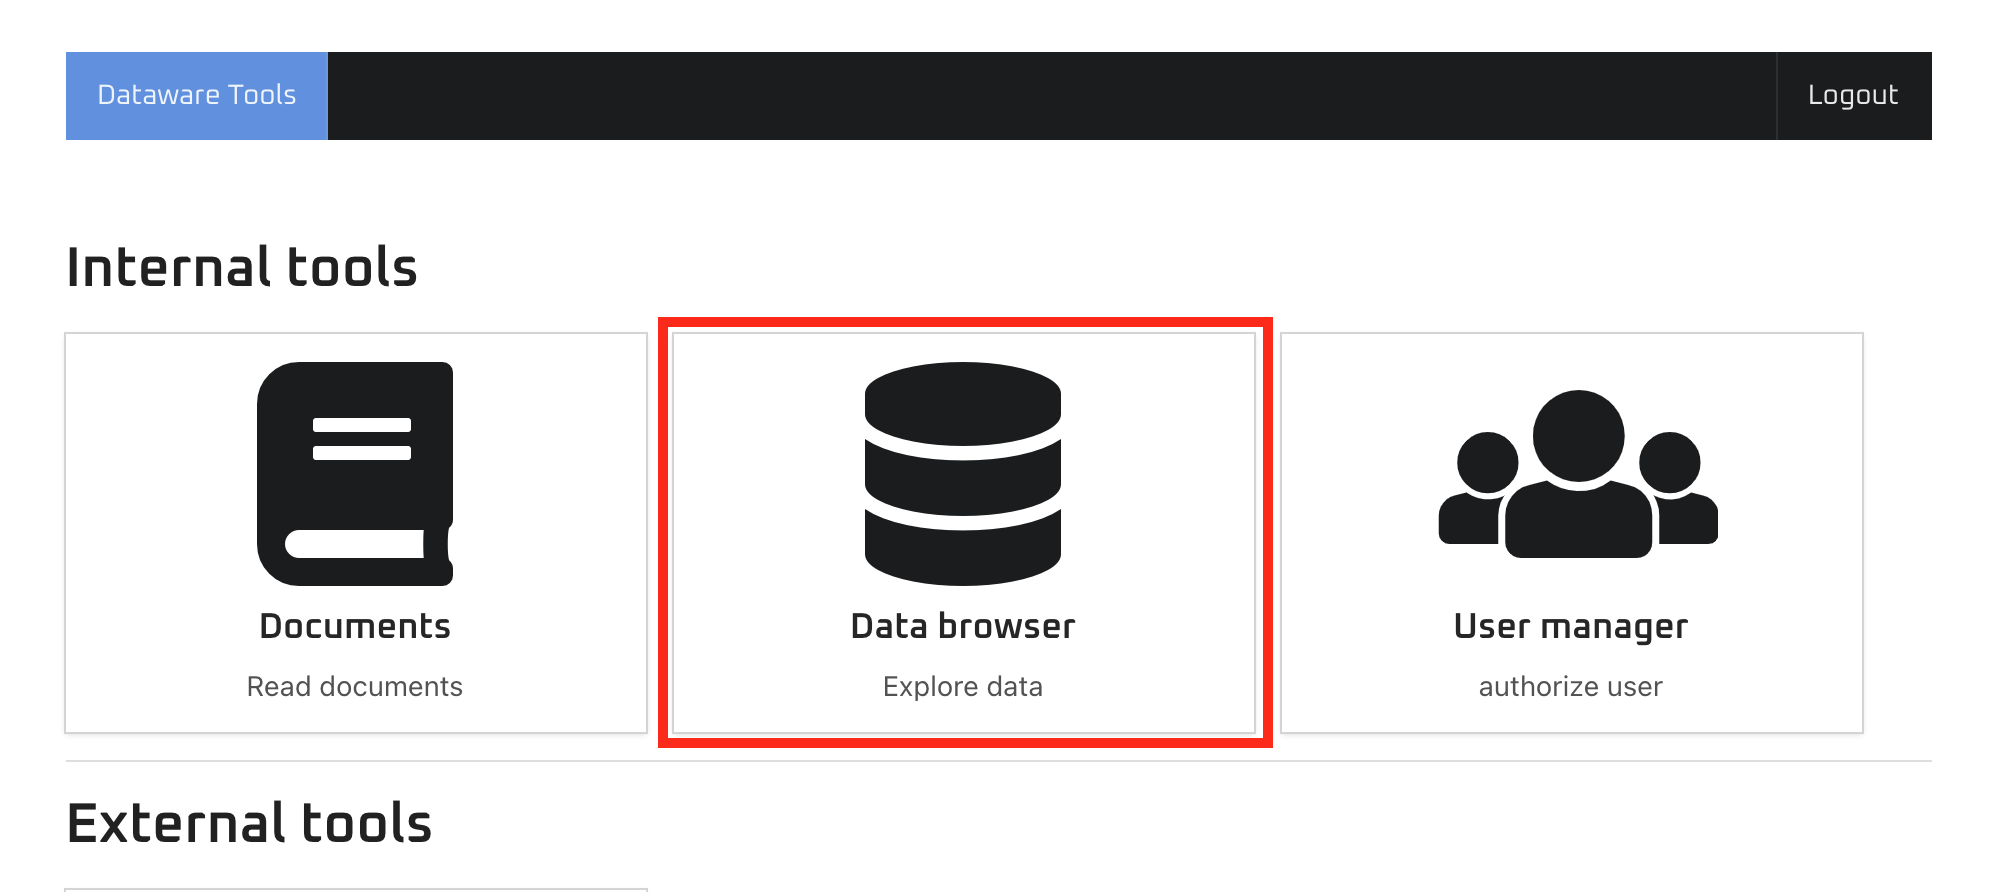 Dataware Tools
Logout
Internal tools
Documents
Read documents
Data browser
Explore data
User manager
authorize user
External tools